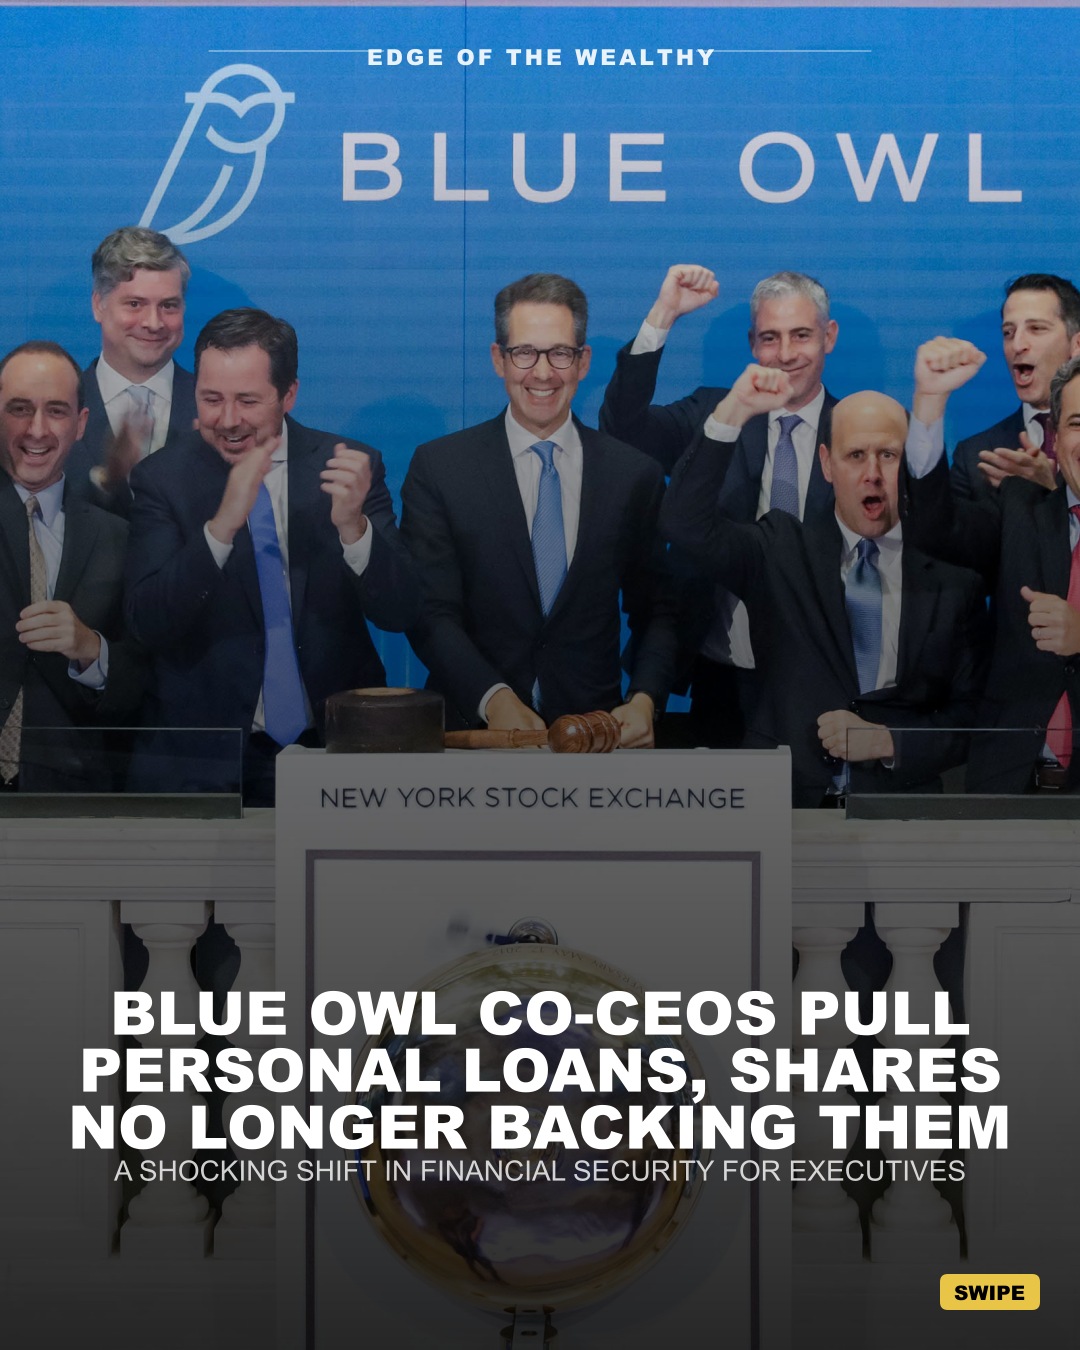 EDGE OF THE WEALTHY
BLUE OWL
NEW YORK STOCK EXCHANGE
BLUE OWL CO-CEOS PULL
PERSONAL LOANS, SHARES
NO LONGER BACKING THEM
A SHOCKING SHIFT IN FINANCIAL SECURITY FOR EXECUTIVES
SWIPE